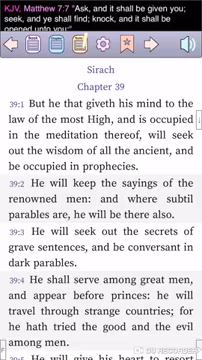 KJV, Matthew 7:7 "Ask, and it shall be given you;
seek, and ye shall find; knock, and it shall be
opened unto you:"
Sirach
Chapter 39
39:1 But he that giveth his mind to the
law of the most High, and is occupied
in the meditation thereof, will seek
out the wisdom of all the ancient, and
be occupied in prophecies.
39:2 He will keep the sayings of the
renowned men: and where subtil
parables are, he will be there also.
39:3 He will seek out the secrets of
grave sentences, and be conversant in
dark parables.
39:4 He shall serve among great men,
and appear before princes: he will
travel through strange countries; for
he hath tried the good and the evil
among men.
39:5 He will give his heart to resort